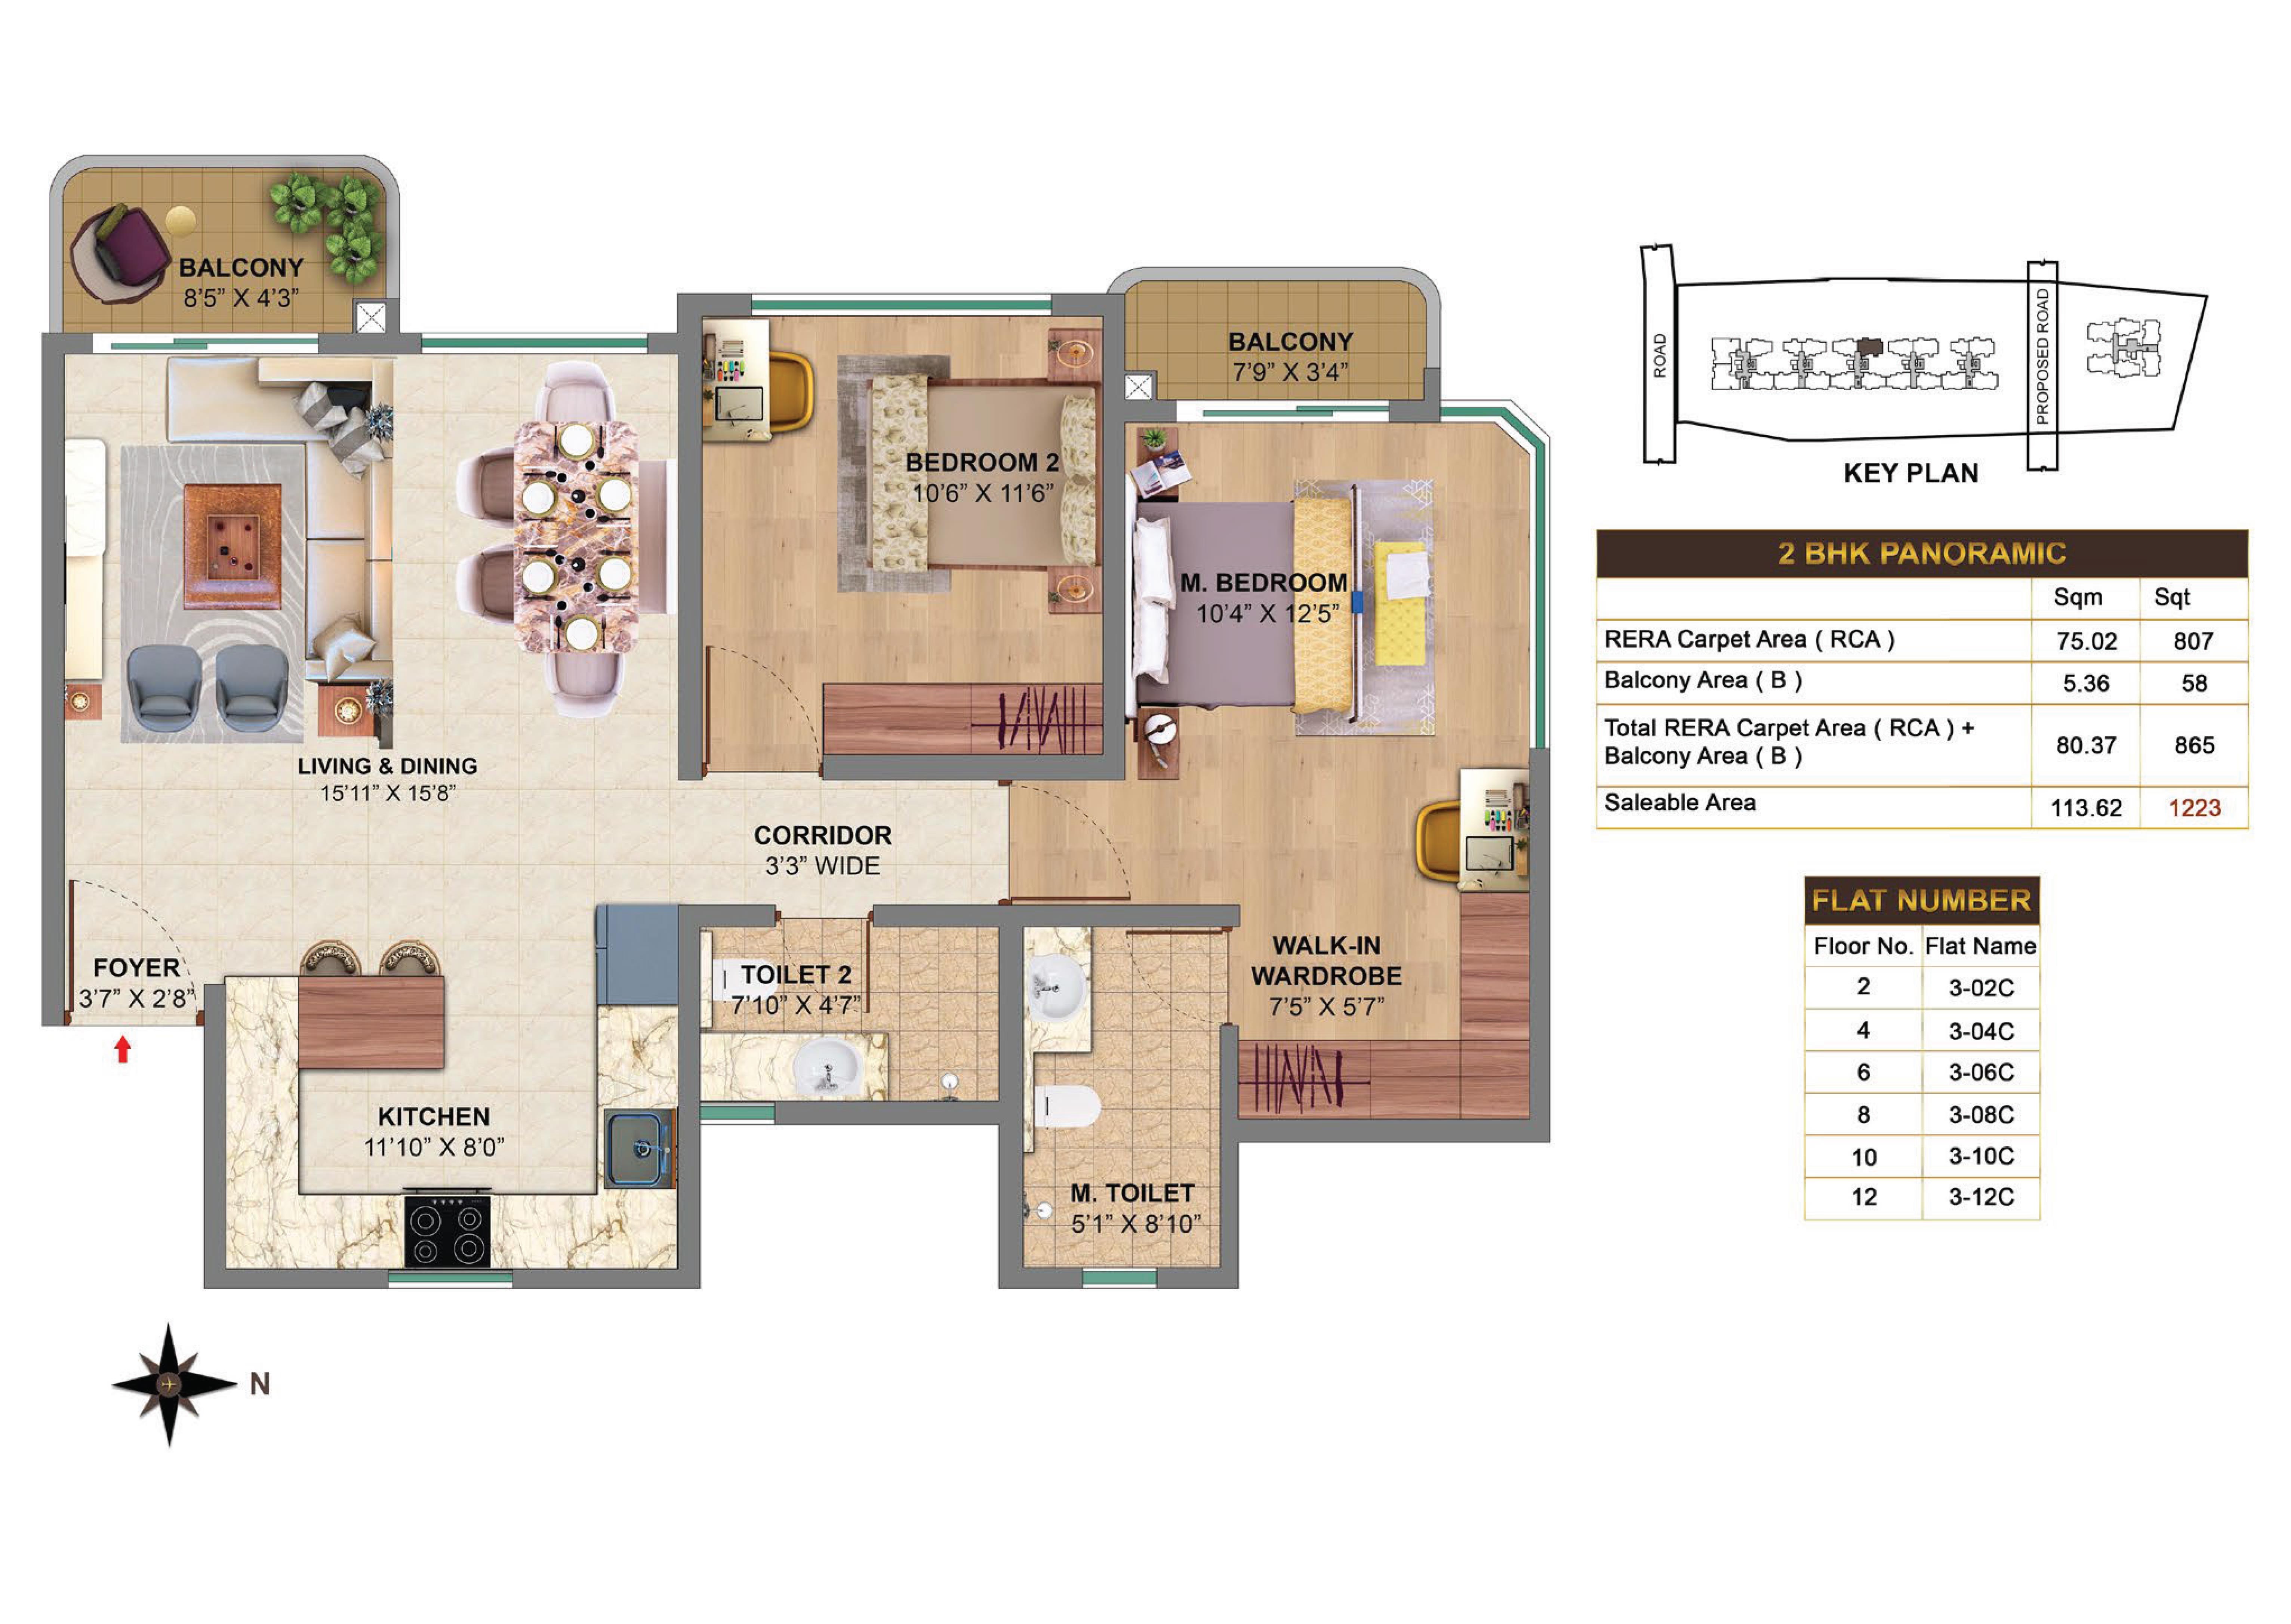 BALCONY
8'5” X 4'3”
BALCONY
7'9” X 3'4”
BEDROOM 2
10'6” X 11'6”
M. BEDROOM
10'4” X 12'5”
LIVING & DINING
15'11” X 15'8”
CORRIDOR
3'3” WIDE
FOYER
3'7” X 2'8”
TOILET 2
7'10” X 4'7”
WALK-IN
WARDROBE
7'5” X 5'7”
KITCHEN
11'10” X 8'0”
M. TOILET
5'1” X 8'10”
N
ROAD
PROPOSED ROAD
KEY PLAN
2 BHK PANORAMIC
Sqm Sqt
RERA Carpet Area ( RCA ) 75.02 807
Balcony Area ( B ) 5.36 58
Total RERA Carpet Area ( RCA ) +
Balcony Area ( B ) 80.37 865
Saleable Area 113.62 1223
FLAT NUMBER
Floor No. Flat Name
2 3-02C
4 3-04C
6 3-06C
8 3-08C
10 3-10C
12 3-12C